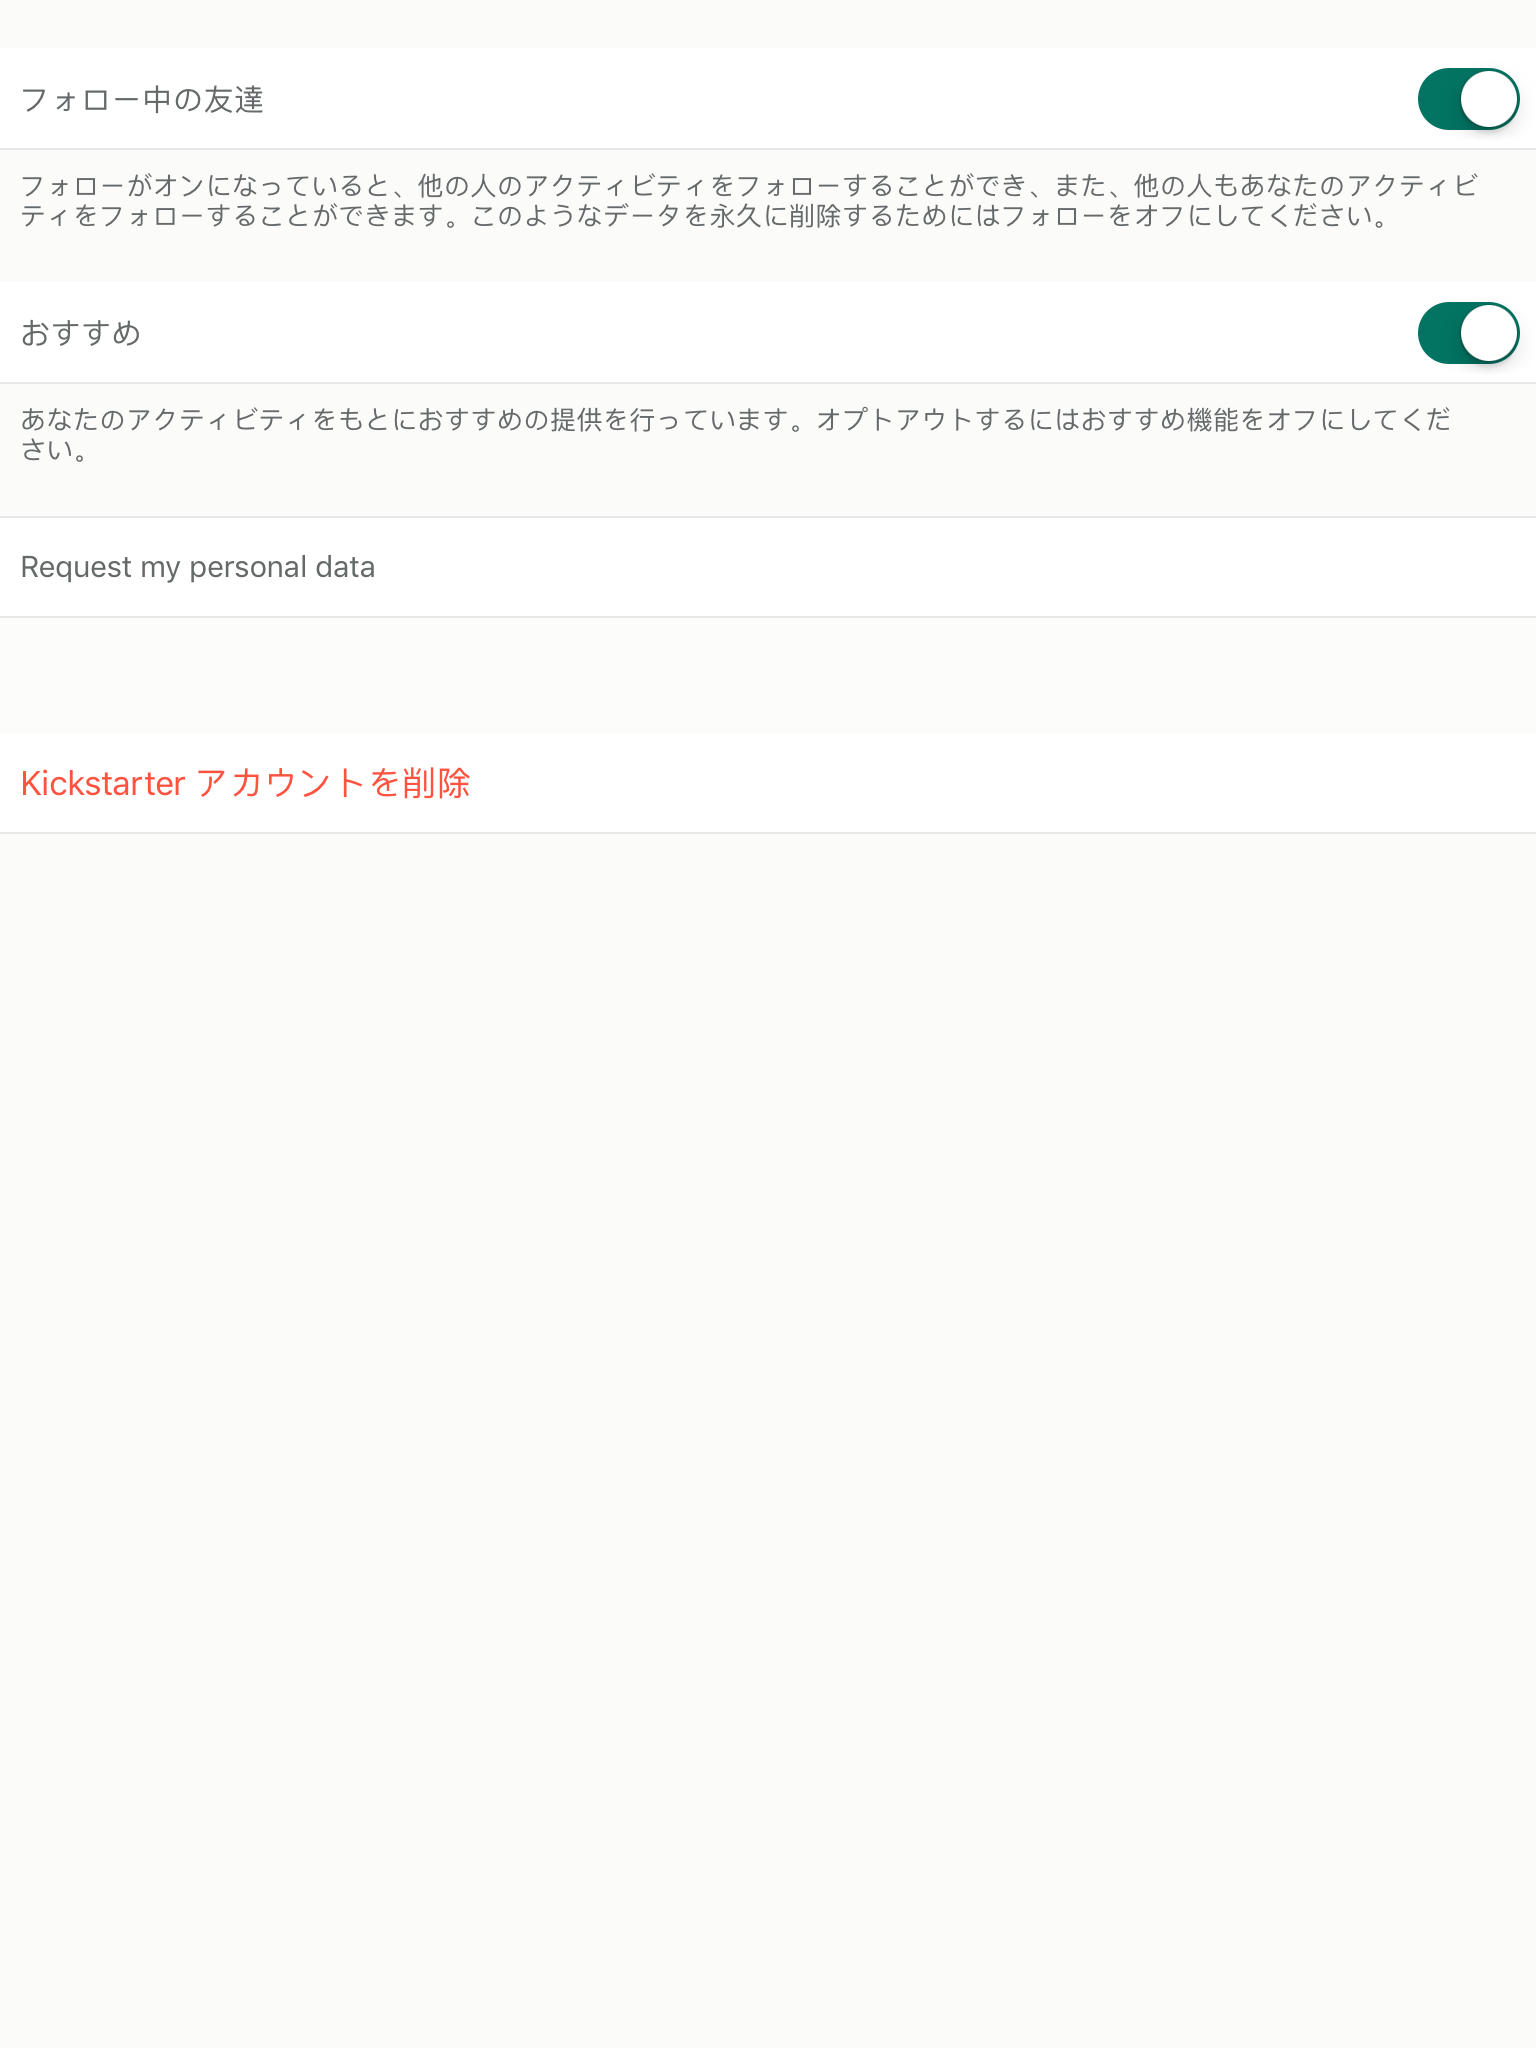 フォロー中の友達
フォローがオンになっていると、他の人のアクティビティをフォローすることができ、また、他の人もあなたのアクティビ
ティをフォローすることができます。このようなデータを永久に削除するためにはフォローをオフにしてください。
おすすめ
あなたのアクティビティをもとにおすすめの提供を行っています。オプトアウトするにはおすすめ機能をオフにしてくだ
さい。
Request my personal data
Kickstarter アカウントを削除